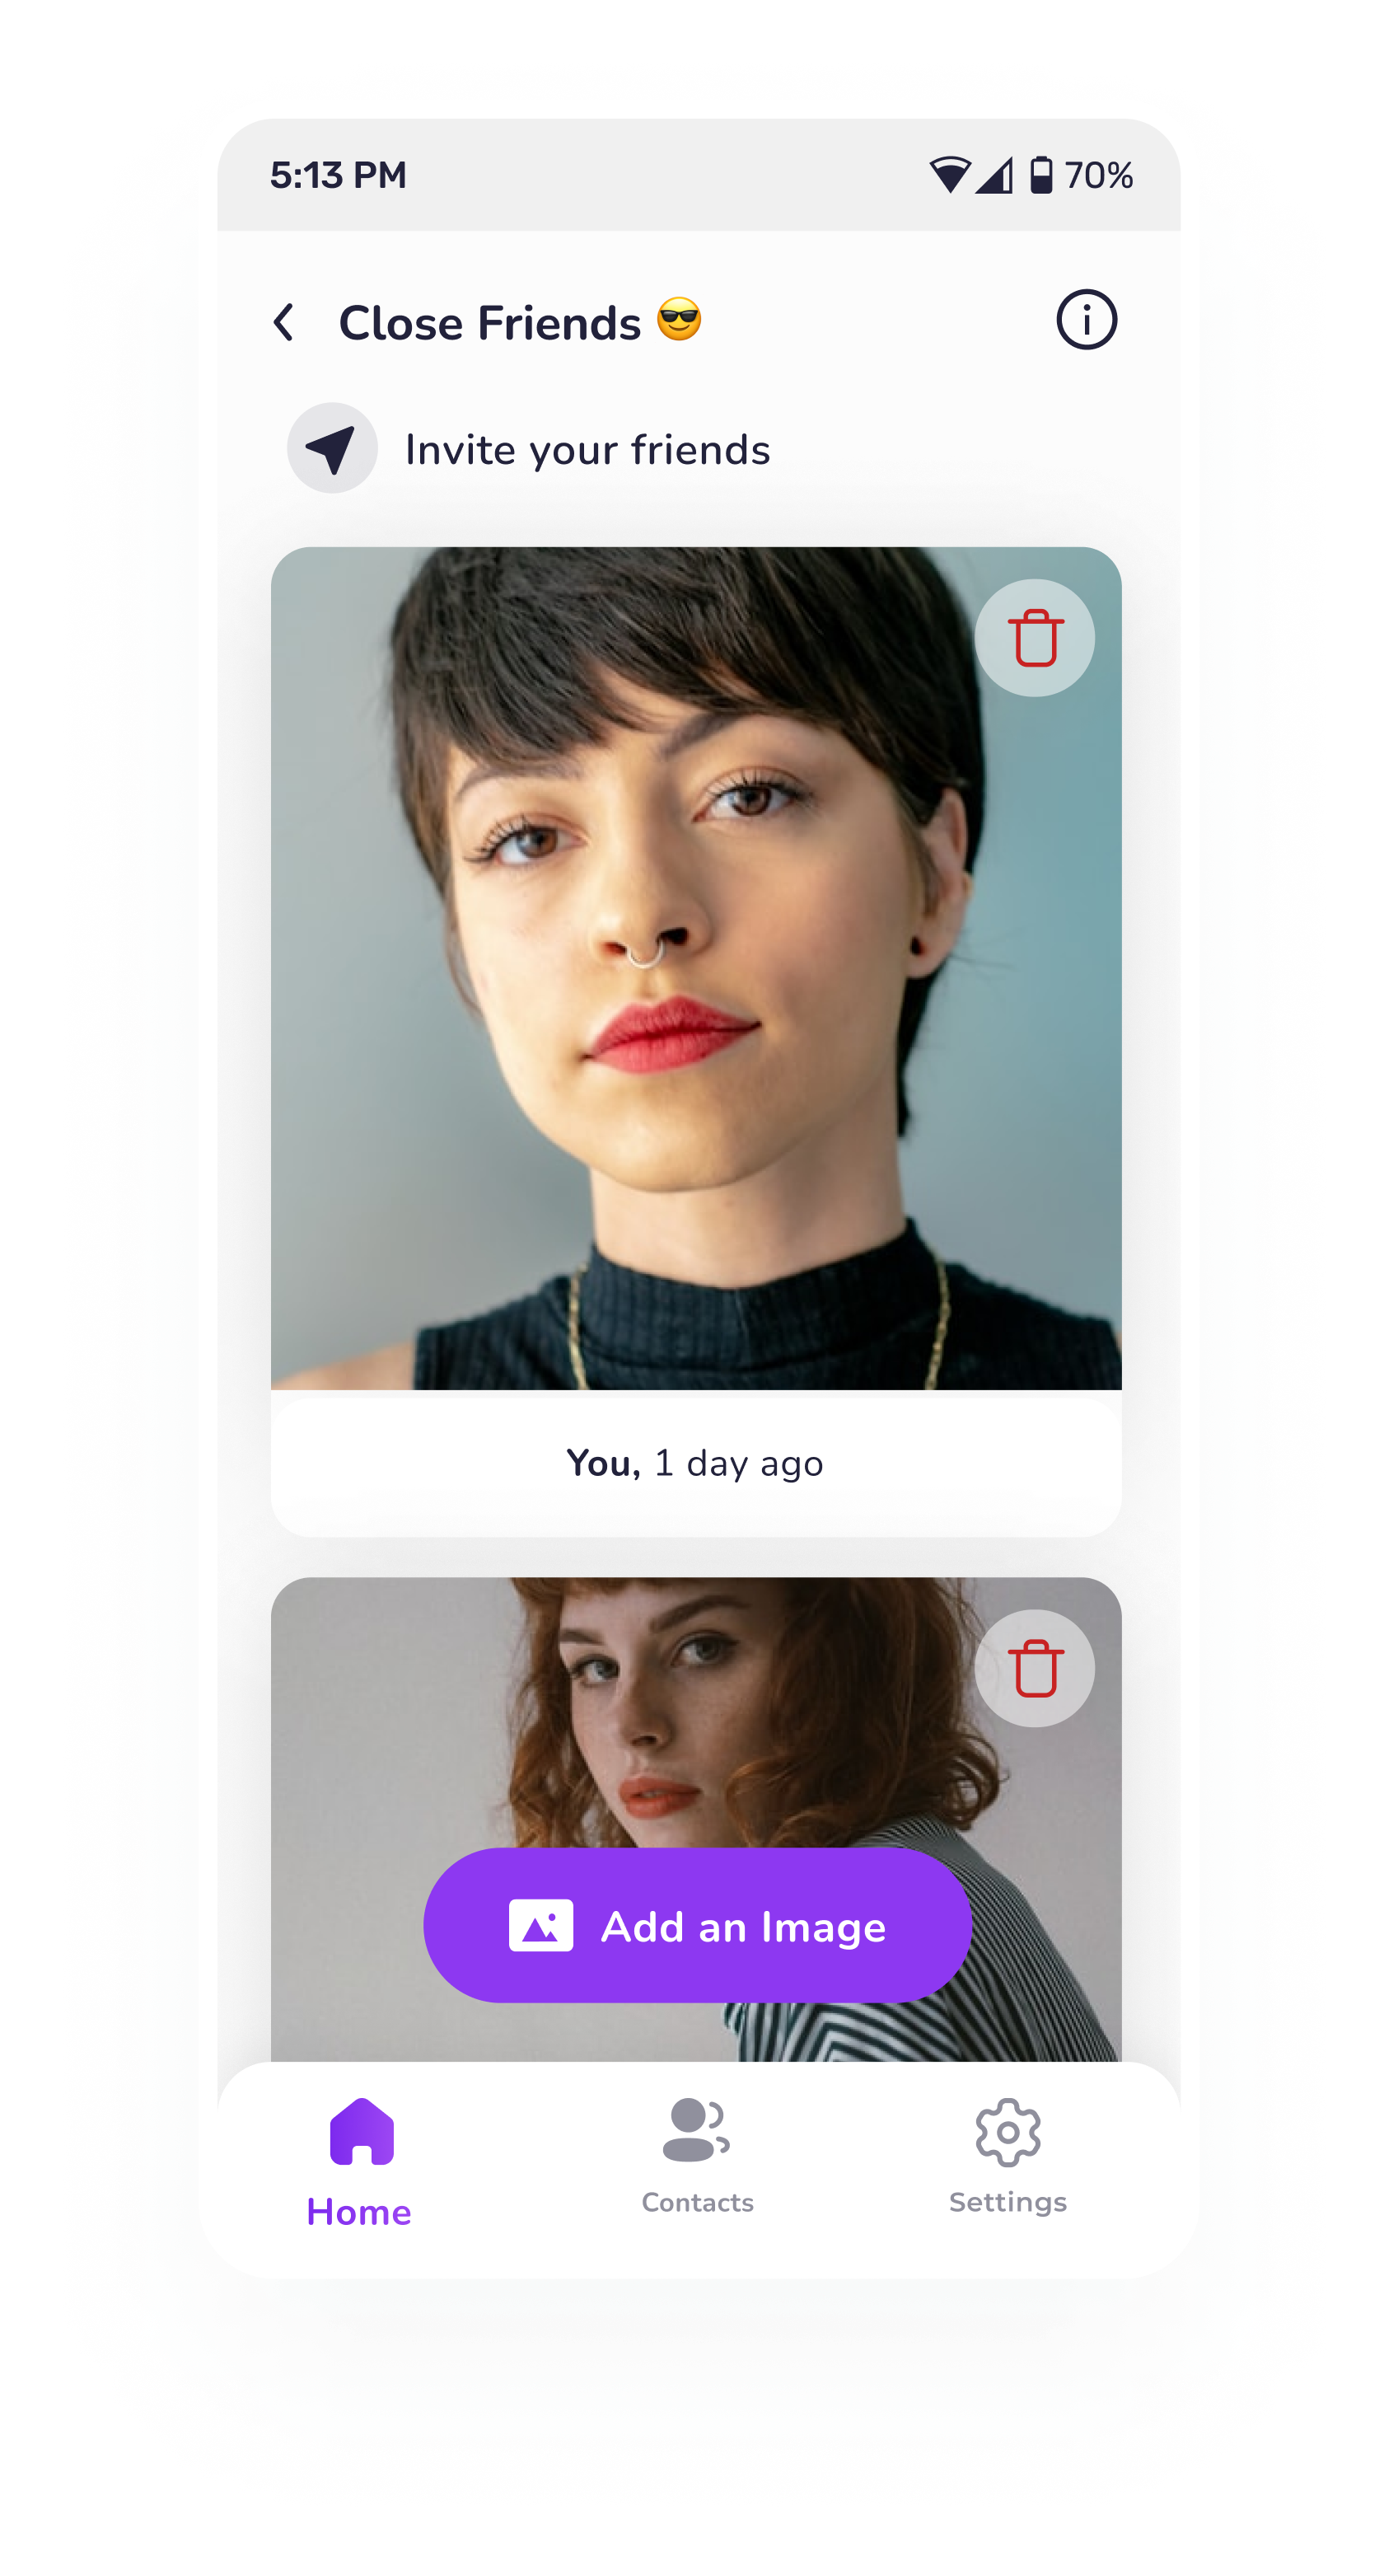 5:13 PM 70%
Close Friends 😎
Invite your friends
You, 1 day ago
Add an Image
Home Contacts Settings